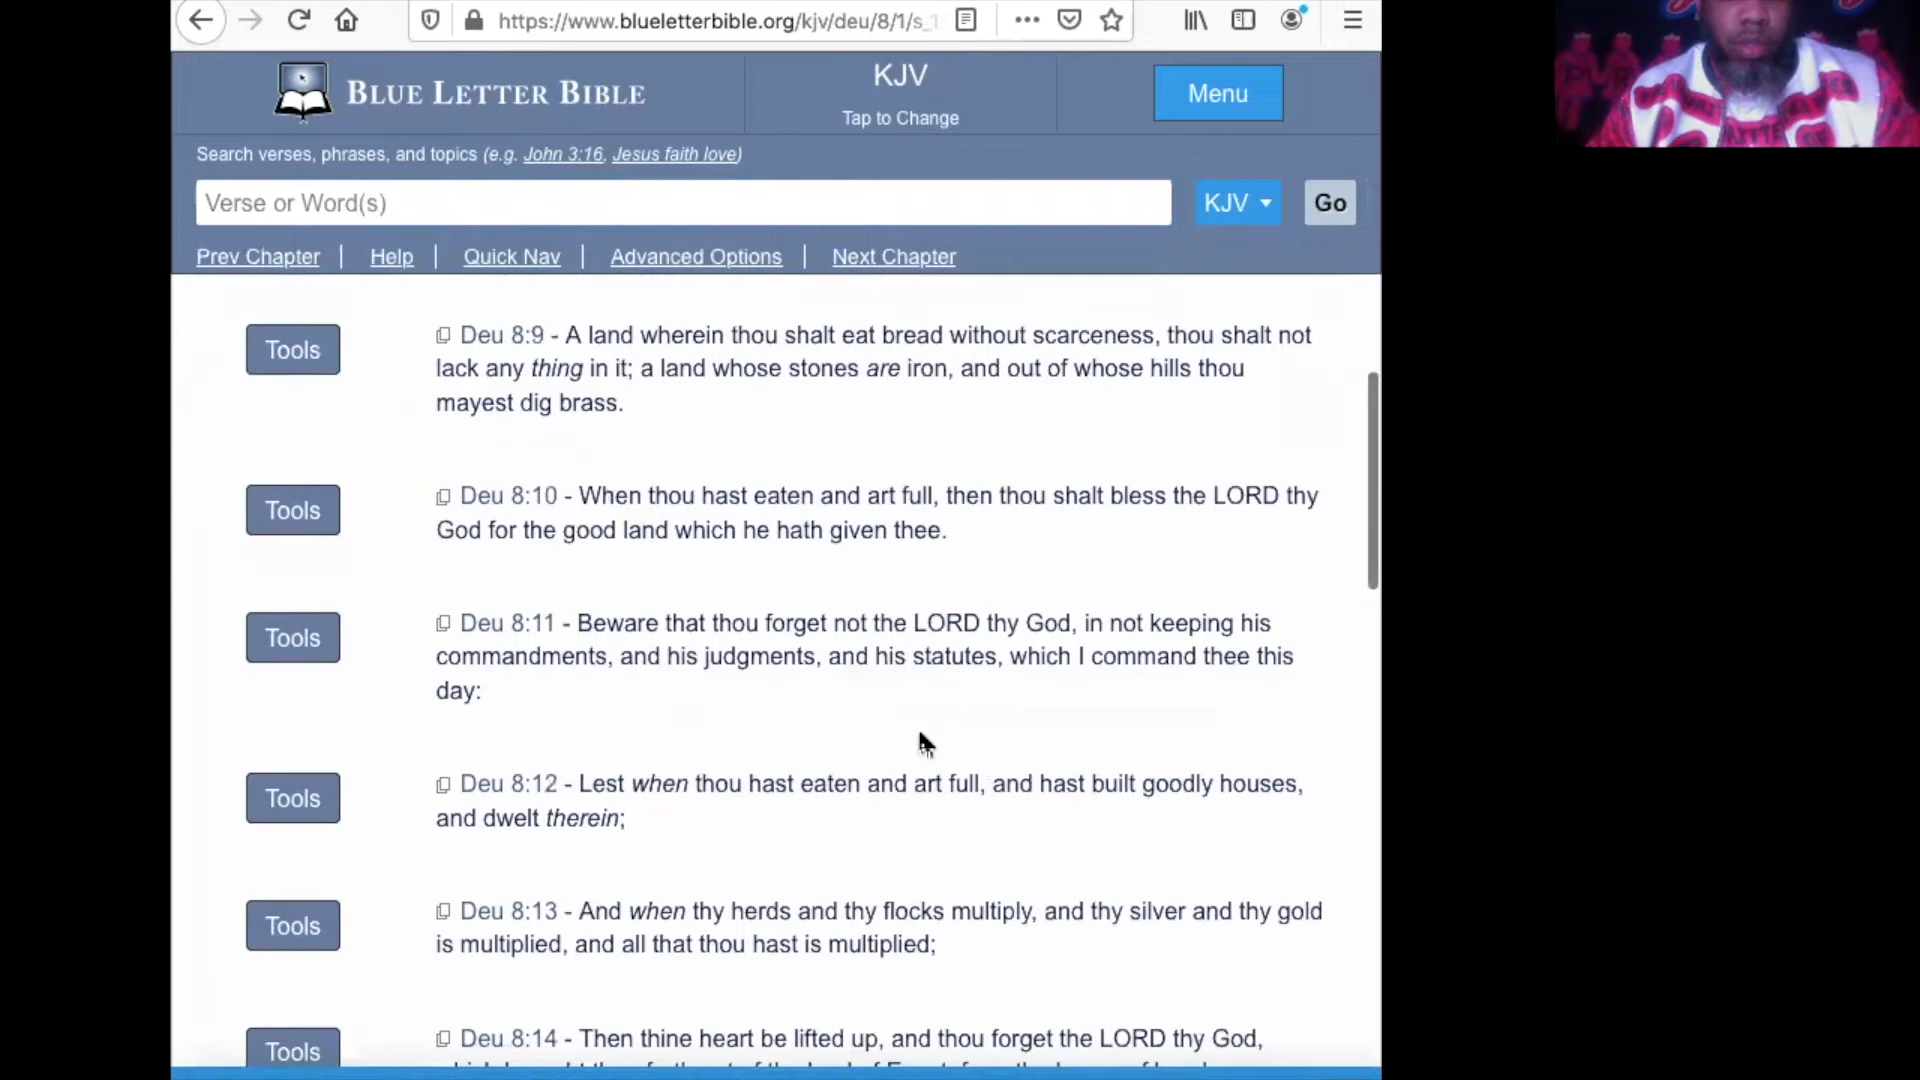 https://www.blueletterbible.org/kjv/deu/8/1/s_
BLUE LETTER BIBLE
KJV
Tap to Change
Menu
Search verses, phrases, and topics (e.g. John 3:16, Jesus faith love)
Verse or Word(s)
KJV
Go
Prev Chapter | Help | Quick Nav | Advanced Options | Next Chapter
Tools
Deu 8:9 - A land wherein thou shalt eat bread without scarceness, thou shalt not
lack any thing in it; a land whose stones are iron, and out of whose hills thou
mayest dig brass.
Tools
Deu 8:10 - When thou hast eaten and art full, then thou shalt bless the LORD thy
God for the good land which he hath given thee.
Tools
Deu 8:11 - Beware that thou forget not the LORD thy God, in not keeping his
commandments, and his judgments, and his statutes, which I command thee this
day:
Tools
Deu 8:12 - Lest when thou hast eaten and art full, and hast built goodly houses,
and dwelt therein;
Tools
Deu 8:13 - And when thy herds and thy flocks multiply, and thy silver and thy gold
is multiplied, and all that thou hast is multiplied;
Tools
Deu 8:14 - Then thine heart be lifted up, and thou forget the LORD thy God,